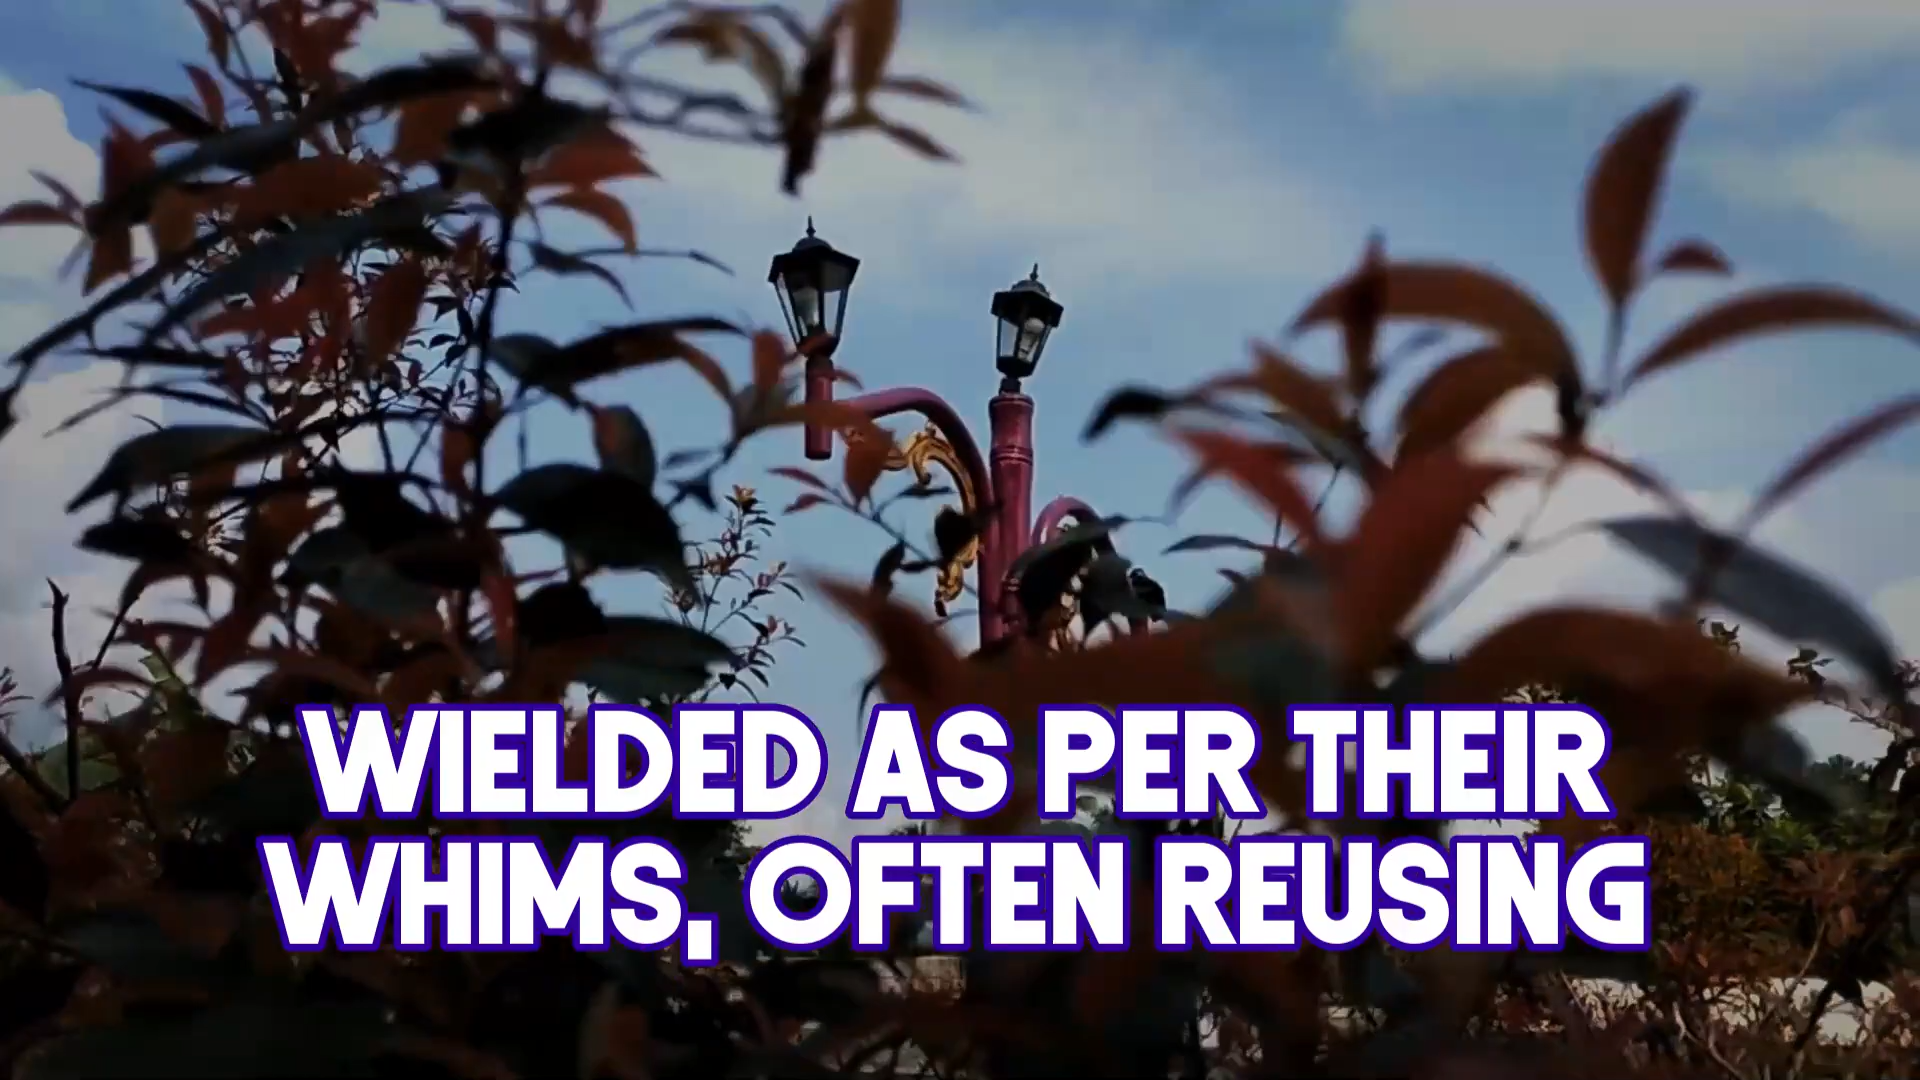 WIELDED AS PER THEIR
WHIMS, OFTEN REUSING